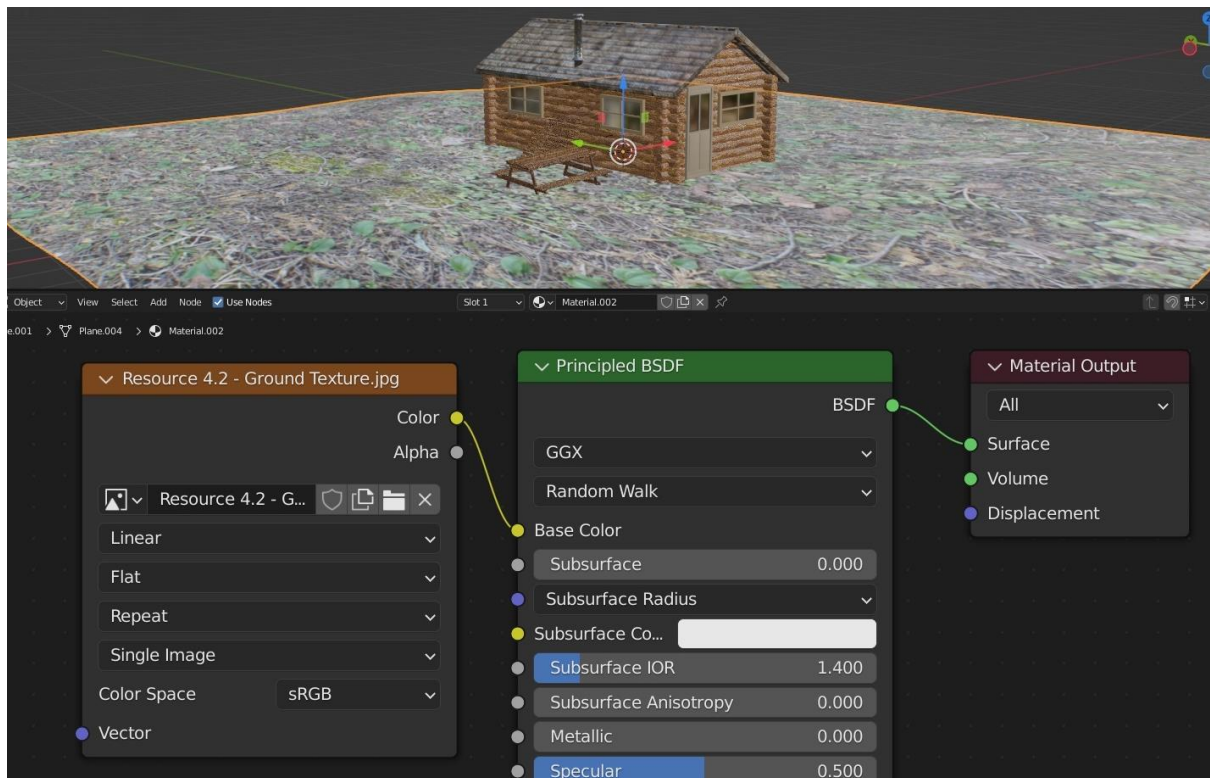 Object View Select Add Node Use Nodes Slot 1 Material.002
e.001 > Plane.004 > Material.002
Resource 4.2 - Ground Texture.jpg
Color
Alpha
Resource 4.2 - G...
Linear
Flat
Repeat
Single Image
Color Space sRGB
Vector
Principled BSDF
BSDF
GGX
Random Walk
Base Color
Subsurface 0.000
Subsurface Radius
Subsurface Co...
Subsurface IOR 1.400
Subsurface Anisotropy 0.000
Metallic 0.000
Specular 0.500
Material Output
All
Surface
Volume
Displacement